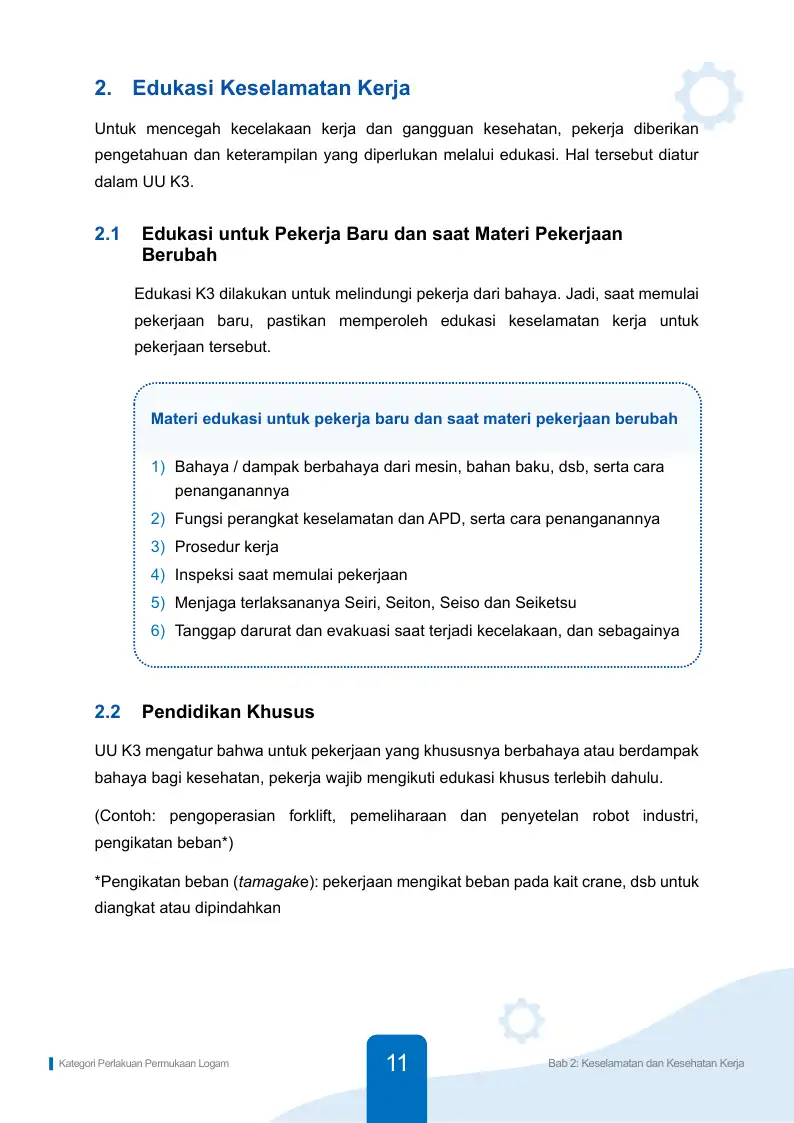 2. Edukasi Keselamatan Kerja
Untuk mencegah kecelakaan kerja dan gangguan kesehatan, pekerja diberikan
pengetahuan dan keterampilan yang diperlukan melalui edukasi. Hal tersebut diatur
dalam UU K3.
2.1 Edukasi untuk Pekerja Baru dan saat Materi Pekerjaan
Berubah
Edukasi K3 dilakukan untuk melindungi pekerja dari bahaya. Jadi, saat memulai
pekerjaan baru, pastikan memperoleh edukasi keselamatan kerja untuk
pekerjaan tersebut.
Materi edukasi untuk pekerja baru dan saat materi pekerjaan berubah
1) Bahaya / dampak berbahaya dari mesin, bahan baku, dsb, serta cara
penanganannya
2) Fungsi perangkat keselamatan dan APD, serta cara penanganannya
3) Prosedur kerja
4) Inspeksi saat memulai pekerjaan
5) Menjaga terlaksananya Seiri, Seiton, Seiso dan Seiketsu
6) Tanggap darurat dan evakuasi saat terjadi kecelakaan, dan sebagainya
2.2 Pendidikan Khusus
UU K3 mengatur bahwa untuk pekerjaan yang khususnya berbahaya atau berdampak
bahaya bagi kesehatan, pekerja wajib mengikuti edukasi khusus terlebih dahulu.
(Contoh: pengoperasian forklift, pemeliharaan dan penyetelan robot industri,
pengikatan beban*)
*Pengikatan beban (tamagake): pekerjaan mengikat beban pada kait crane, dsb untuk
diangkat atau dipindahkan
Kategori Perlakuan Permukaan Logam
11
Bab 2: Keselamatan dan Kesehatan Kerja